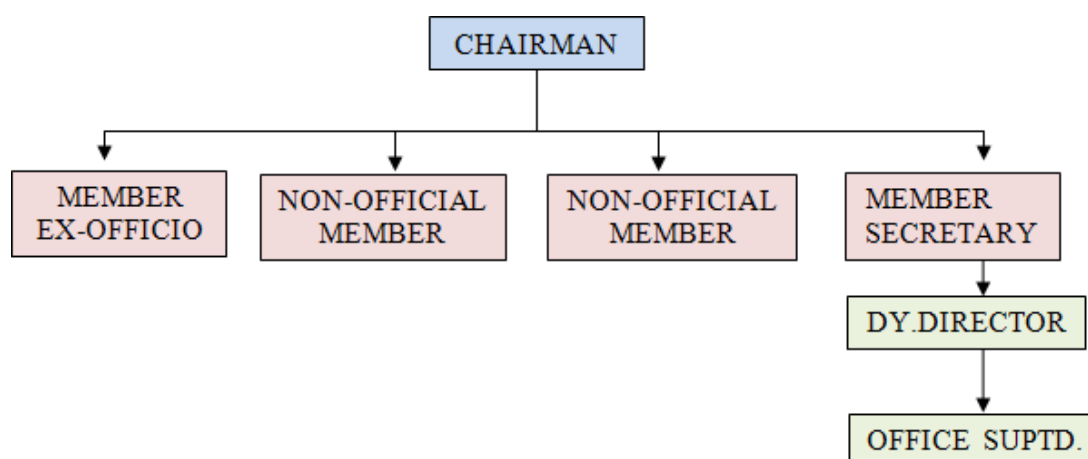 CHAIRMAN
MEMBER
EX-OFFICIO
NON-OFFICIAL
MEMBER
NON-OFFICIAL
MEMBER
MEMBER
SECRETARY
DY.DIRECTOR
OFFICE SUPTD.